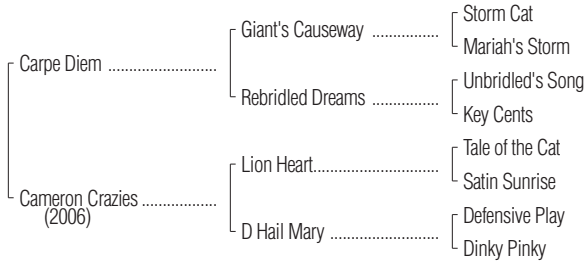 Storm Cat
Giant's Causeway ................
Mariah's Storm
Carpe Diem ..........................
Unbridled's Song
Rebridled Dreams ................
Key Cents
Tale of the Cat
Lion Heart..............................
Satin Sunrise
Cameron Crazies ..................
(2006)
Defensive Play
D Hail Mary ..........................
Dinky Pinky